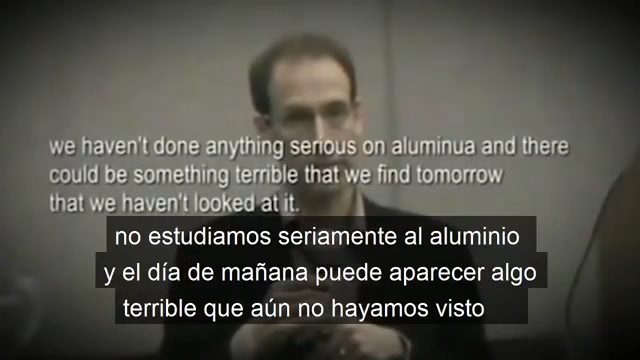 we haven't done anything serious on aluminua and there
could be something terrible that we find tomorrow
that we haven't looked at it.
no estudiamos seriamente al aluminio
y el día de mañana puede aparecer algo
terrible que aún no hayamos visto